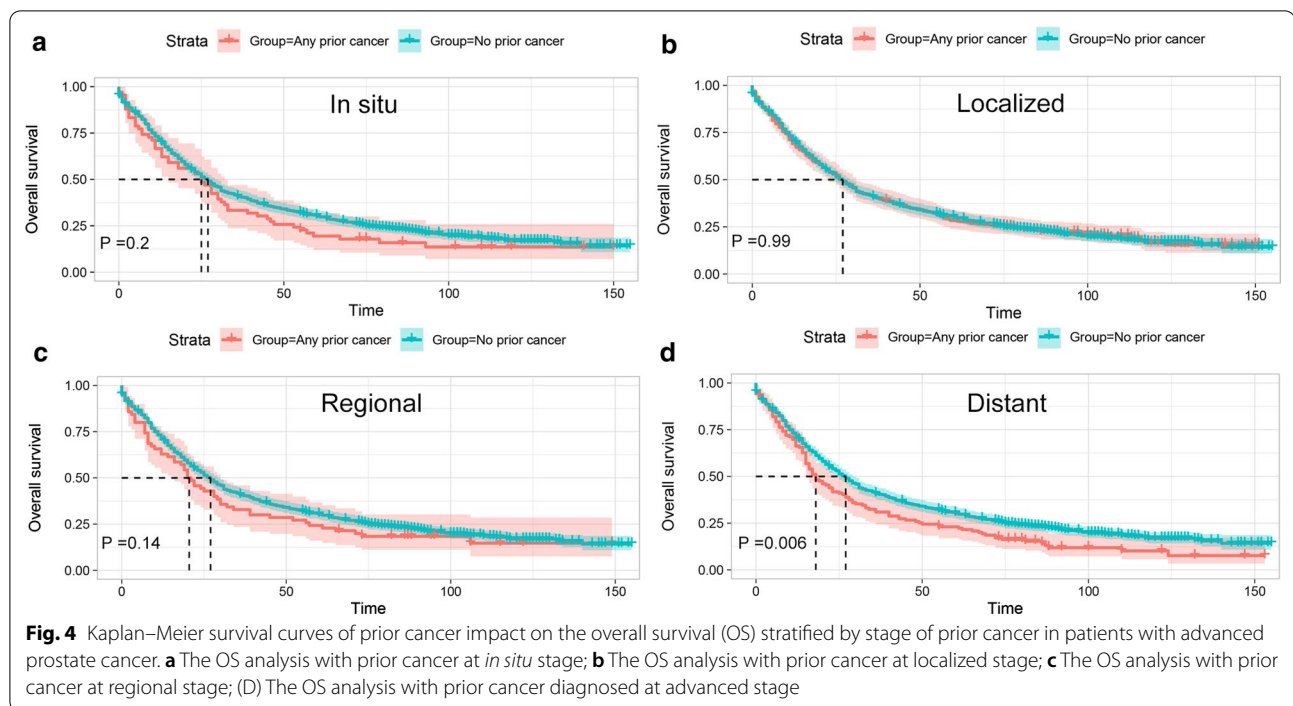 a
Strata Group=Any prior cancer Group=No prior cancer
In situ
Overall survival
1.00
0.75
0.50
0.25
0.00
P =0.2
0 50 100 150
Time
b
Strata Group=Any prior cancer Group=No prior cancer
Localized
Overall survival
1.00
0.75
0.50
0.25
0.00
P =0.99
0 50 100 150
Time
c
Strata Group=Any prior cancer Group=No prior cancer
Regional
Overall survival
1.00
0.75
0.50
0.25
0.00
P =0.14
0 50 100 150
Time
d
Strata Group=Any prior cancer Group=No prior cancer
Distant
Overall survival
1.00
0.75
0.50
0.25
0.00
P =0.006
0 50 100 150
Time
Fig. 4 Kaplan–Meier survival curves of prior cancer impact on the overall survival (OS) stratified by stage of prior cancer in patients with advanced
prostate cancer. a The OS analysis with prior cancer at in situ stage; b The OS analysis with prior cancer at localized stage; c The OS analysis with prior
cancer at regional stage; (D) The OS analysis with prior cancer diagnosed at advanced stage